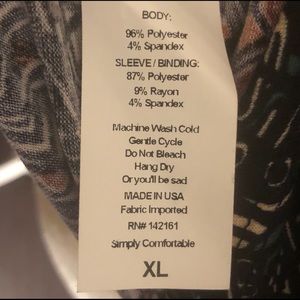 BODY:
96% Polyester
4% Spandex
SLEEVE / BINDING:
87% Polyester
9% Rayon
4% Spandex
Machine Wash Cold
Gentle Cycle
Do Not Bleach
Hang Dry
Or you'll be sad
MADE IN USA
Fabric Imported
RN# 142161
Simply Comfortable
XL